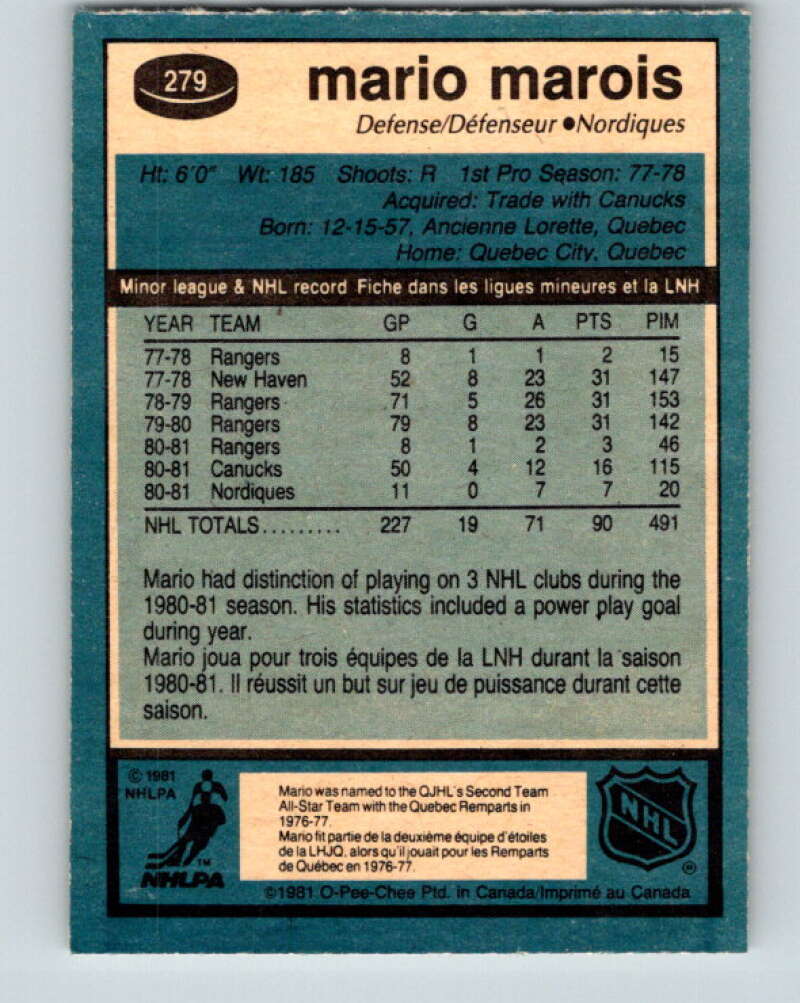 279
mario marois
Defense/Défenseur ●Nordiques
Ht: 6'0" Wt: 185 Shoots: R 1st Pro Season: 77-78
Acquired: Trade with Canucks
Born: 12-15-57, Ancienne Lorette, Quebec
Home: Quebec City, Quebec
Minor league & NHL record Fiche dans les ligues mineures et la LNH
YEAR TEAM GP G A PTS PIM
77-78 Rangers 8 1 1 2 15
77-78 New Haven 52 8 23 31 147
78-79 Rangers 71 5 26 31 153
79-80 Rangers 79 8 23 31 142
80-81 Rangers 8 1 2 3 46
80-81 Canucks 50 4 12 16 115
80-81 Nordiques 11 0 7 7 20
NHL TOTALS......... 227 19 71 90 491
Mario had distinction of playing on 3 NHL clubs during the
1980-81 season. His statistics included a power play goal
during year.
Mario joua pour trois équipes de la LNH durant la saison
1980-81. Il réussit un but sur jeu de puissance durant cette
saison.
© 1981
NHLPA
TM
NHLPA
Mario was named to the QJHL's Second Team
All-Star Team with the Quebec Remparts in
1976-77.
Mario fit partie de la deuxième équipe d'étoiles
de la LHJQ, alors qu'il jouait pour les Remparts
de Québec en 1976-77.
NHL
®
©1981 O-Pee-Chee Ptd. in Canada/Imprimé au Canada